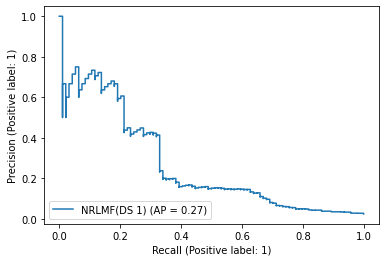 1.0
0.8
0.6
0.4
0.2
0.0
Precision (Positive label: 1)
NRLMF(DS 1) (AP = 0.27)
0.0 0.2 0.4 0.6 0.8 1.0
Recall (Positive label: 1)